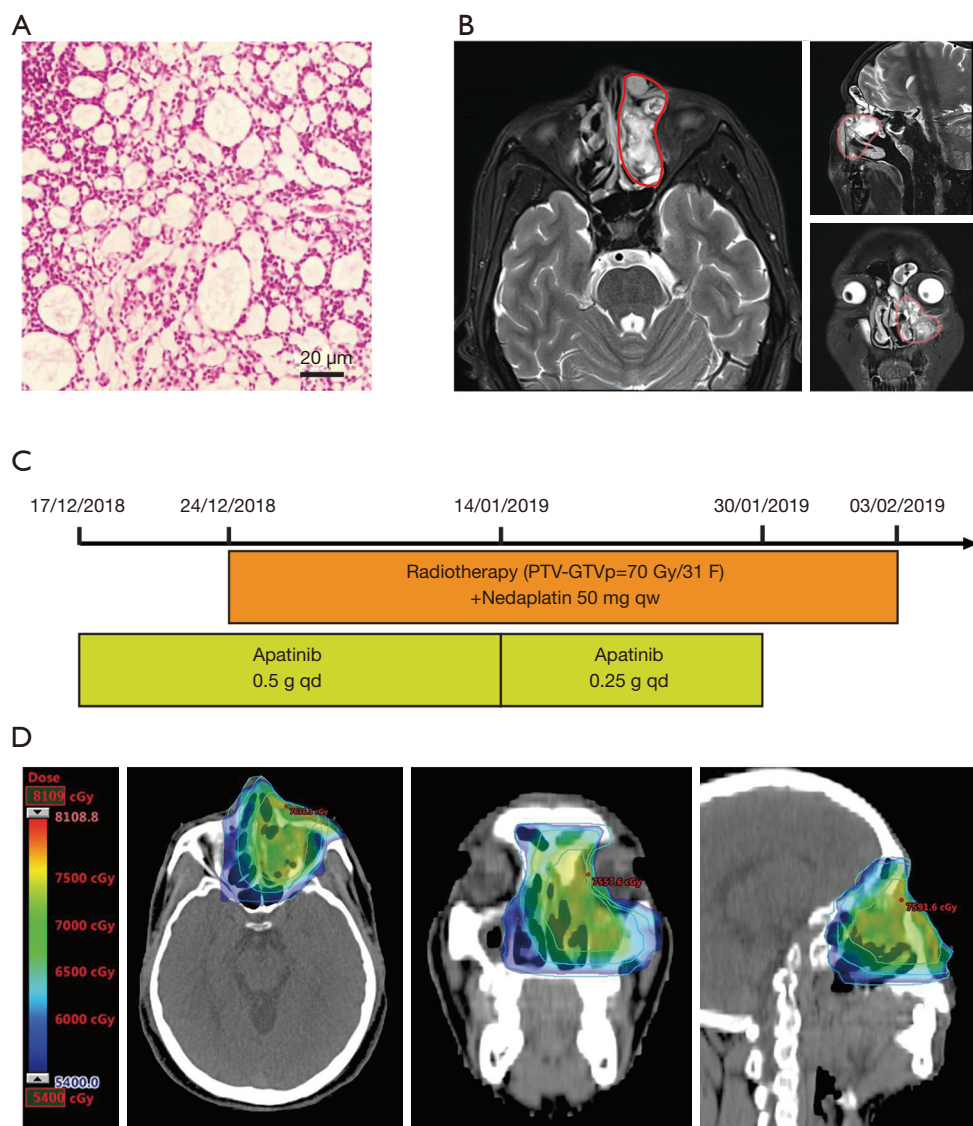 A
B
20 μm
C
17/12/2018 24/12/2018 14/01/2019 30/01/2019 03/02/2019
Radiotherapy (PTV-GTVp=70 Gy/31 F)
+Nedaplatin 50 mg qw
Apatinib
0.5 g qd
Apatinib
0.25 g qd
D
Dose
8109 cGy
8108.8
7500 cGy
7000 cGy
6500 cGy
6000 cGy
5400.0
5400 cGy
7557.6 cGy
7591.6 cGy